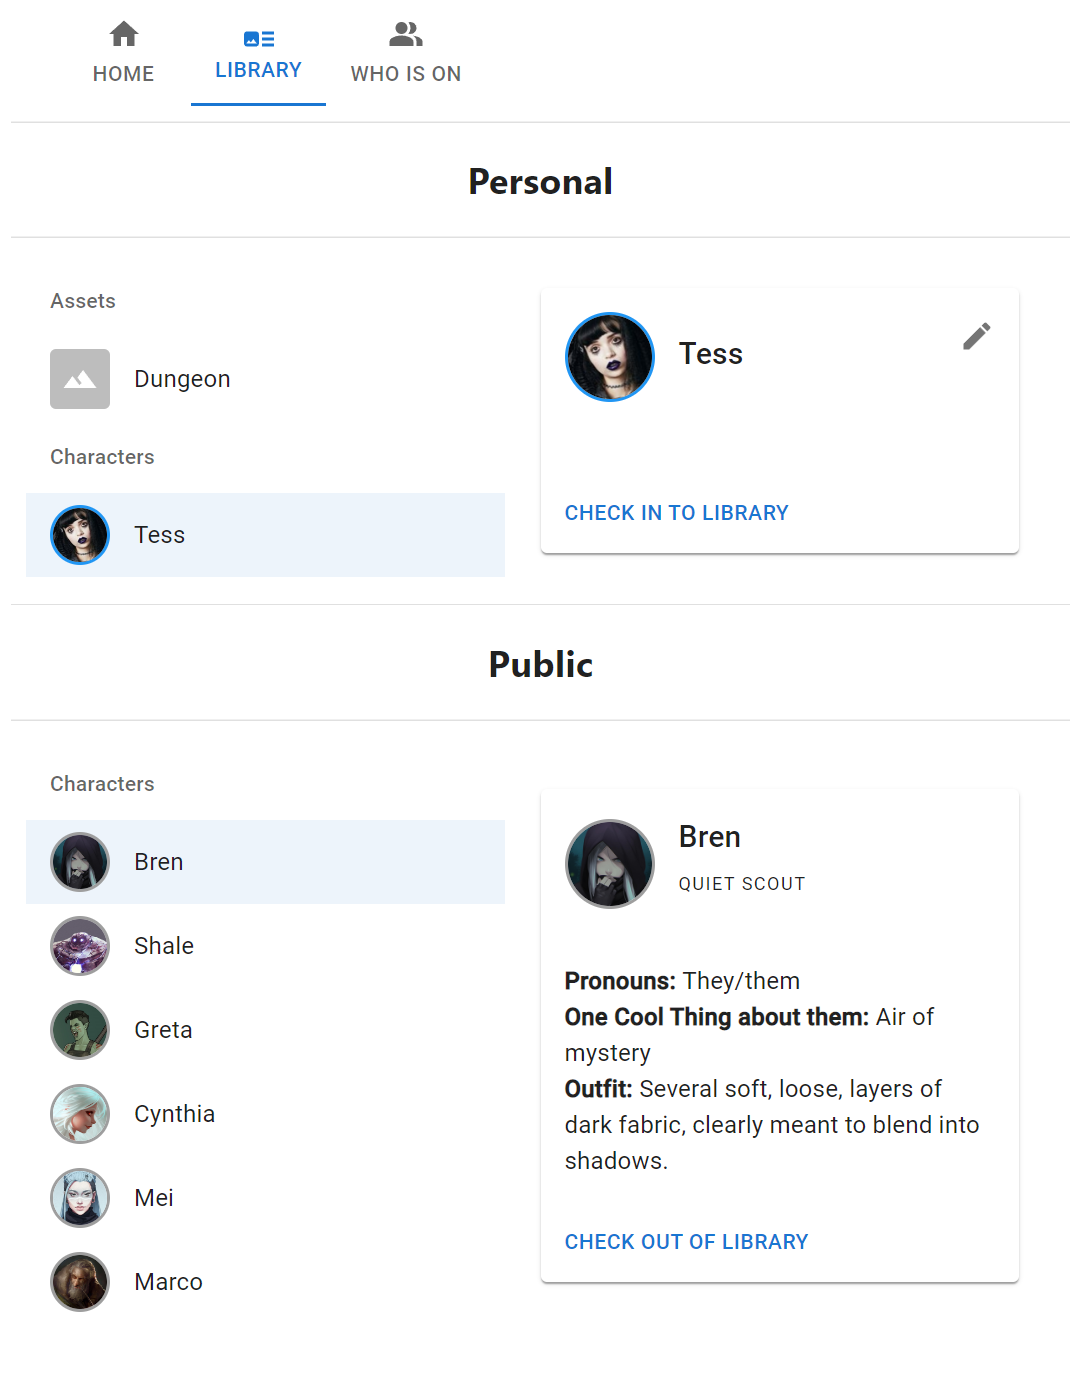 HOME
LIBRARY
WHO IS ON
Personal
Assets
Dungeon
Characters
Tess
Tess
CHECK IN TO LIBRARY
Public
Characters
Bren
Shale
Greta
Cynthia
Mei
Marco
Bren
QUIET SCOUT
Pronouns: They/them
One Cool Thing about them: Air of
mystery
Outfit: Several soft, loose, layers of
dark fabric, clearly meant to blend into
shadows.
CHECK OUT OF LIBRARY